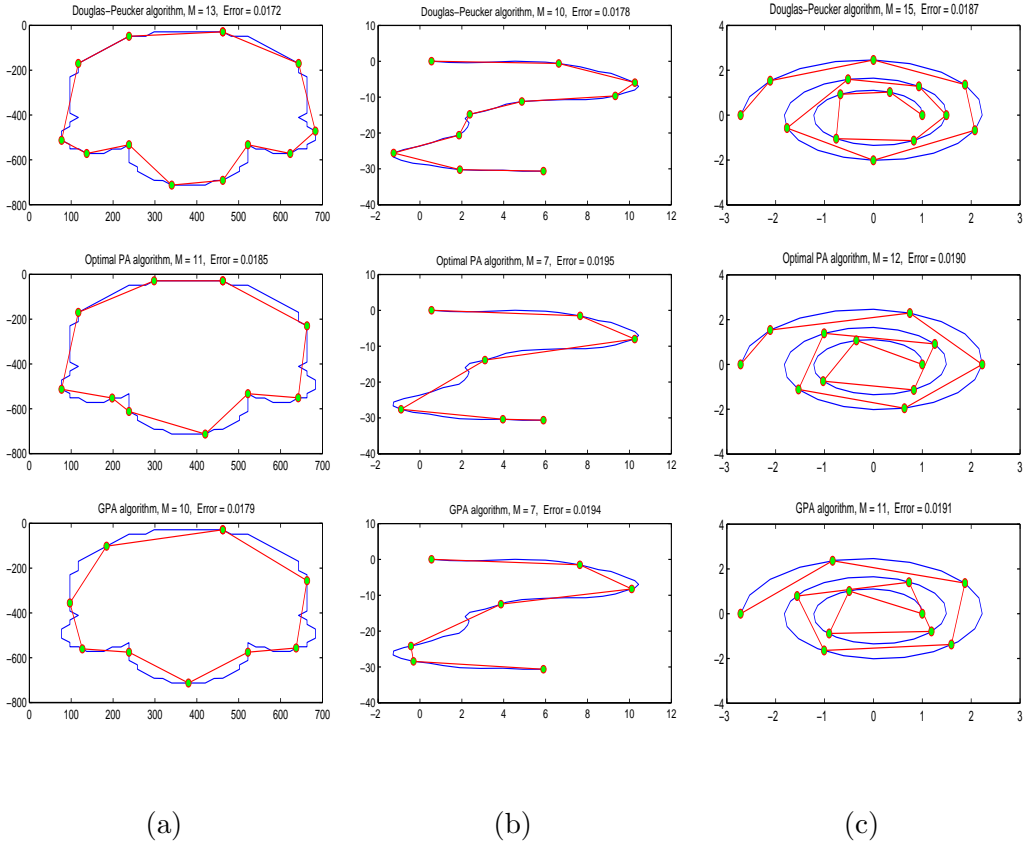 Douglas−Peucker algorithm, M = 13, Error = 0.0172
0
−200
−400
−600
−800
0 100 200 300 400 500 600 700
Douglas−Peucker algorithm, M = 10, Error = 0.0178
10
0
−10
−20
−30
−40
−2 0 2 4 6 8 10 12
Douglas−Peucker algorithm, M = 15, Error = 0.0187
4
2
0
−2
−4
−3 −2 −1 0 1 2 3
Optimal PA algorithm, M = 11, Error = 0.0185
0
−200
−400
−600
−800
0 100 200 300 400 500 600 700
Optimal PA algorithm, M = 7, Error = 0.0195
10
0
−10
−20
−30
−40
−2 0 2 4 6 8 10 12
Optimal PA algorithm, M = 12, Error = 0.0190
4
2
0
−2
−4
−3 −2 −1 0 1 2 3
GPA algorithm, M = 10, Error = 0.0179
0
−200
−400
−600
−800
0 100 200 300 400 500 600 700
GPA algorithm, M = 7, Error = 0.0194
10
0
−10
−20
−30
−40
−2 0 2 4 6 8 10 12
GPA algorithm, M = 11, Error = 0.0191
4
2
0
−2
−4
−3 −2 −1 0 1 2 3
(a) (b) (c)